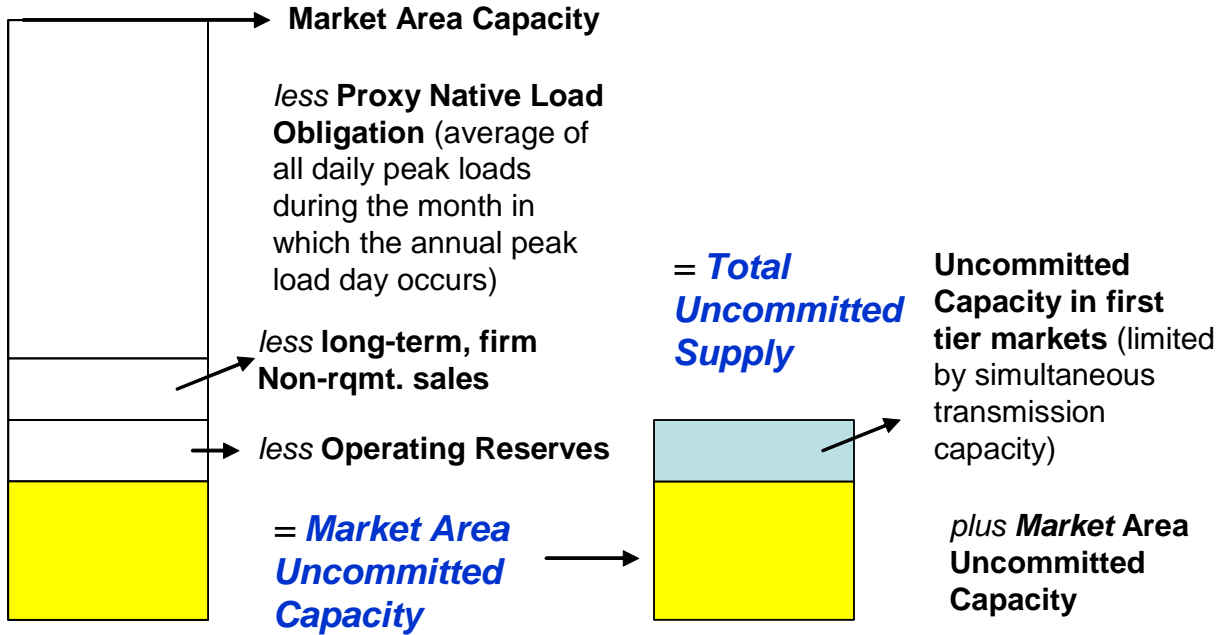 Market Area Capacity
less Proxy Native Load
Obligation (average of
all daily peak loads
during the month in
which the annual peak
load day occurs)
less long-term, firm
Non-rqmt. sales
less Operating Reserves
= Market Area
Uncommitted
Capacity
= Total
Uncommitted
Supply
Uncommitted
Capacity in first
tier markets (limited
by simultaneous
transmission
capacity)
plus Market Area
Uncommitted
Capacity